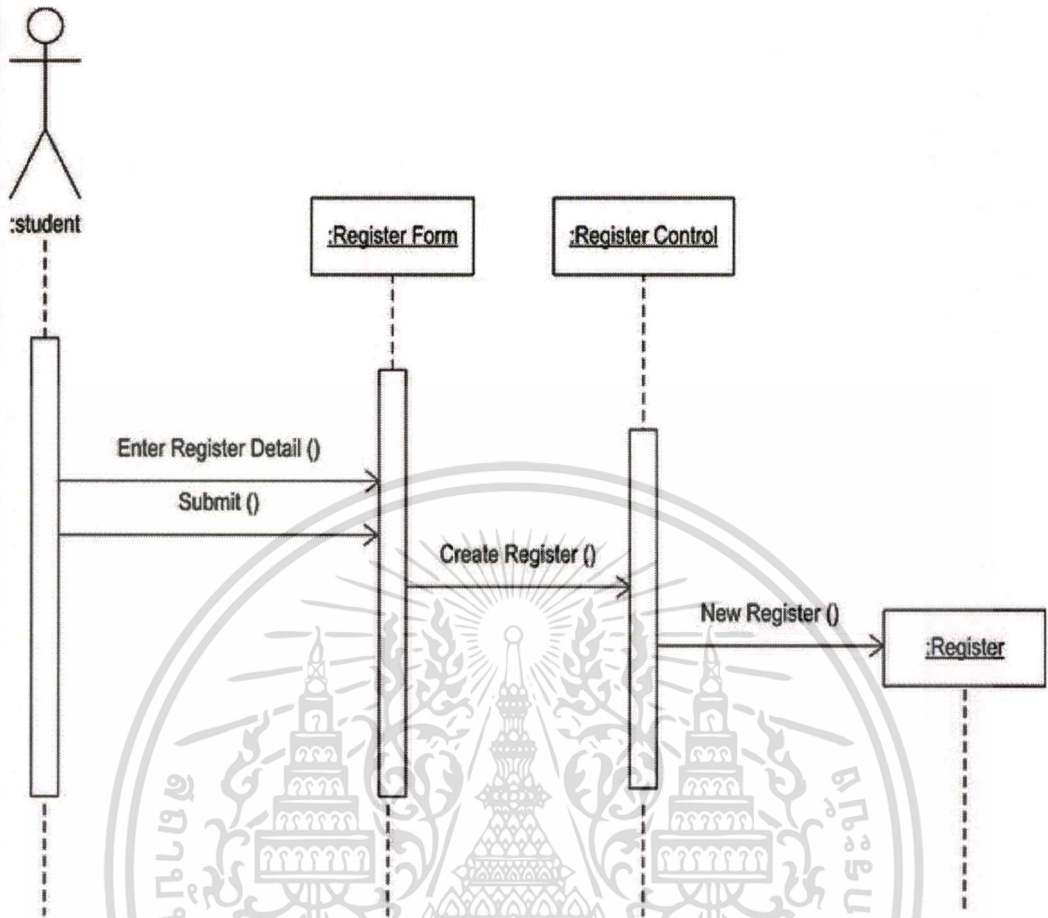 :student
:Register Form
:Register Control
Enter Register Detail ()
Submit ()
Create Register ()
New Register ()
:Register